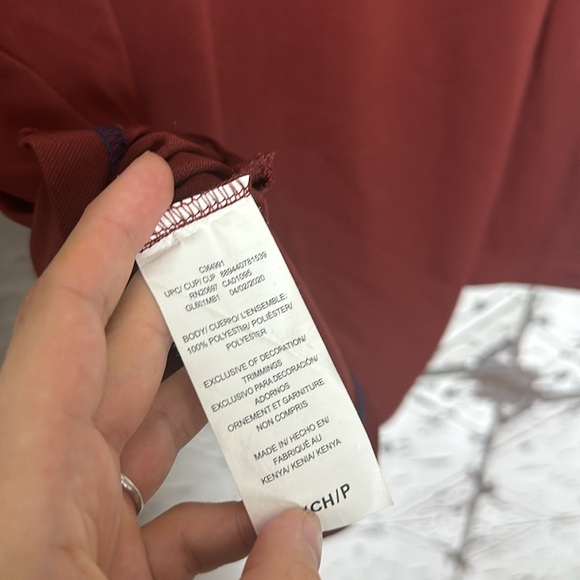 C364991
UPC/ CUP/ CUP 889440781539
RN20697 CA01095
GL661MB1 04/02/2020
BODY/ CUERPO/ L'ENSEMBLE:
100% POLYESTER/ POLIÉSTER/
POLYESTER
EXCLUSIVE OF DECORATION/
TRIMMINGS
EXCLUSIVO PARA DECORACIÓN/
ADORNOS
ORNEMENT ET GARNITURE
NON COMPRIS
MADE IN/ HECHO EN/
FABRIQUÉ AU
KENYA/ KENIA/ KENYA
/CH/P